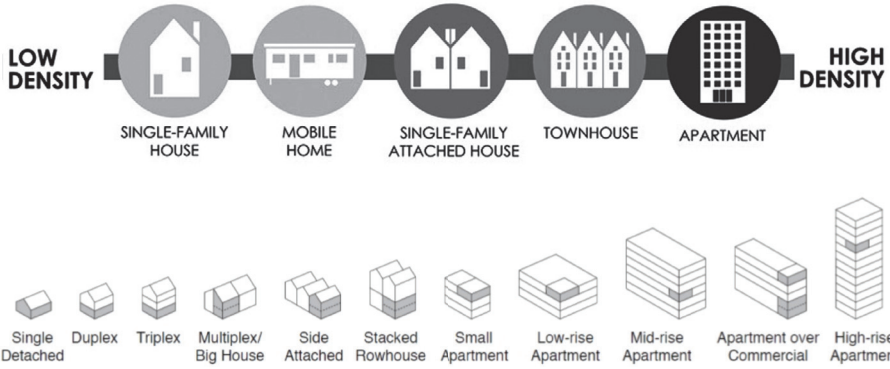 LOW
DENSITY
HIGH
DENSITY
SINGLE-FAMILY
HOUSE
MOBILE
HOME
SINGLE-FAMILY
ATTACHED HOUSE
TOWNHOUSE
APARTMENT
Single
Detached
Duplex
Triplex
Multiplex/
Big House
Side
Attached
Stacked
Rowhouse
Small
Apartment
Low-rise
Apartment
Mid-rise
Apartment
Apartment over
Commercial
High-rise
Apartmen